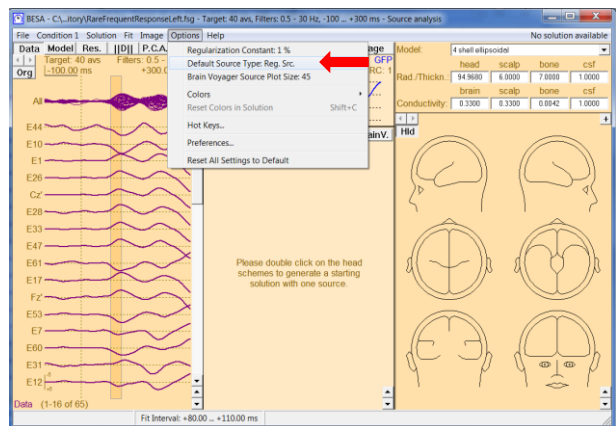 BESA - C:\...itory\RareFrequentResponseLeft.fsg - Target: 40 avs, Filters: 0.5 - 30 Hz, -100 ... +300 ms - Source analysis
File Condition 1 Solution Fit Image Options Help No solution available
Data Model Res. ||D|| P.C.A.
Target: 40 avs Filters: 0.5 -
Org -100.00 ms +300.0
All
E44
E10
E1
E26
Cz'
E28
E33
E47
E61
E17
Fz'
E53
E7
E60
E31
E12
Data (1-16 of 65)
Regularization Constant: 1 %
Default Source Type: Reg. Src.
Brain Voyager Source Plot Size: 45
Colors
Reset Colors in Solution Shift+C
Hot Keys...
Preferences...
Reset All Settings to Default
age
GFP
RC: 1
ainV.
Please double click on the head
schemes to generate a starting
solution with one source.
Model: 4 shell ellipsoidal
head scalp bone csf
Rad./Thickn.: 94.9680 6.0000 7.0000 1.0000
brain scalp bone csf
Conductivity: 0.3300 0.3300 0.0042 1.0000
Hld
Fit Interval: +80.00 ... +110.00 ms